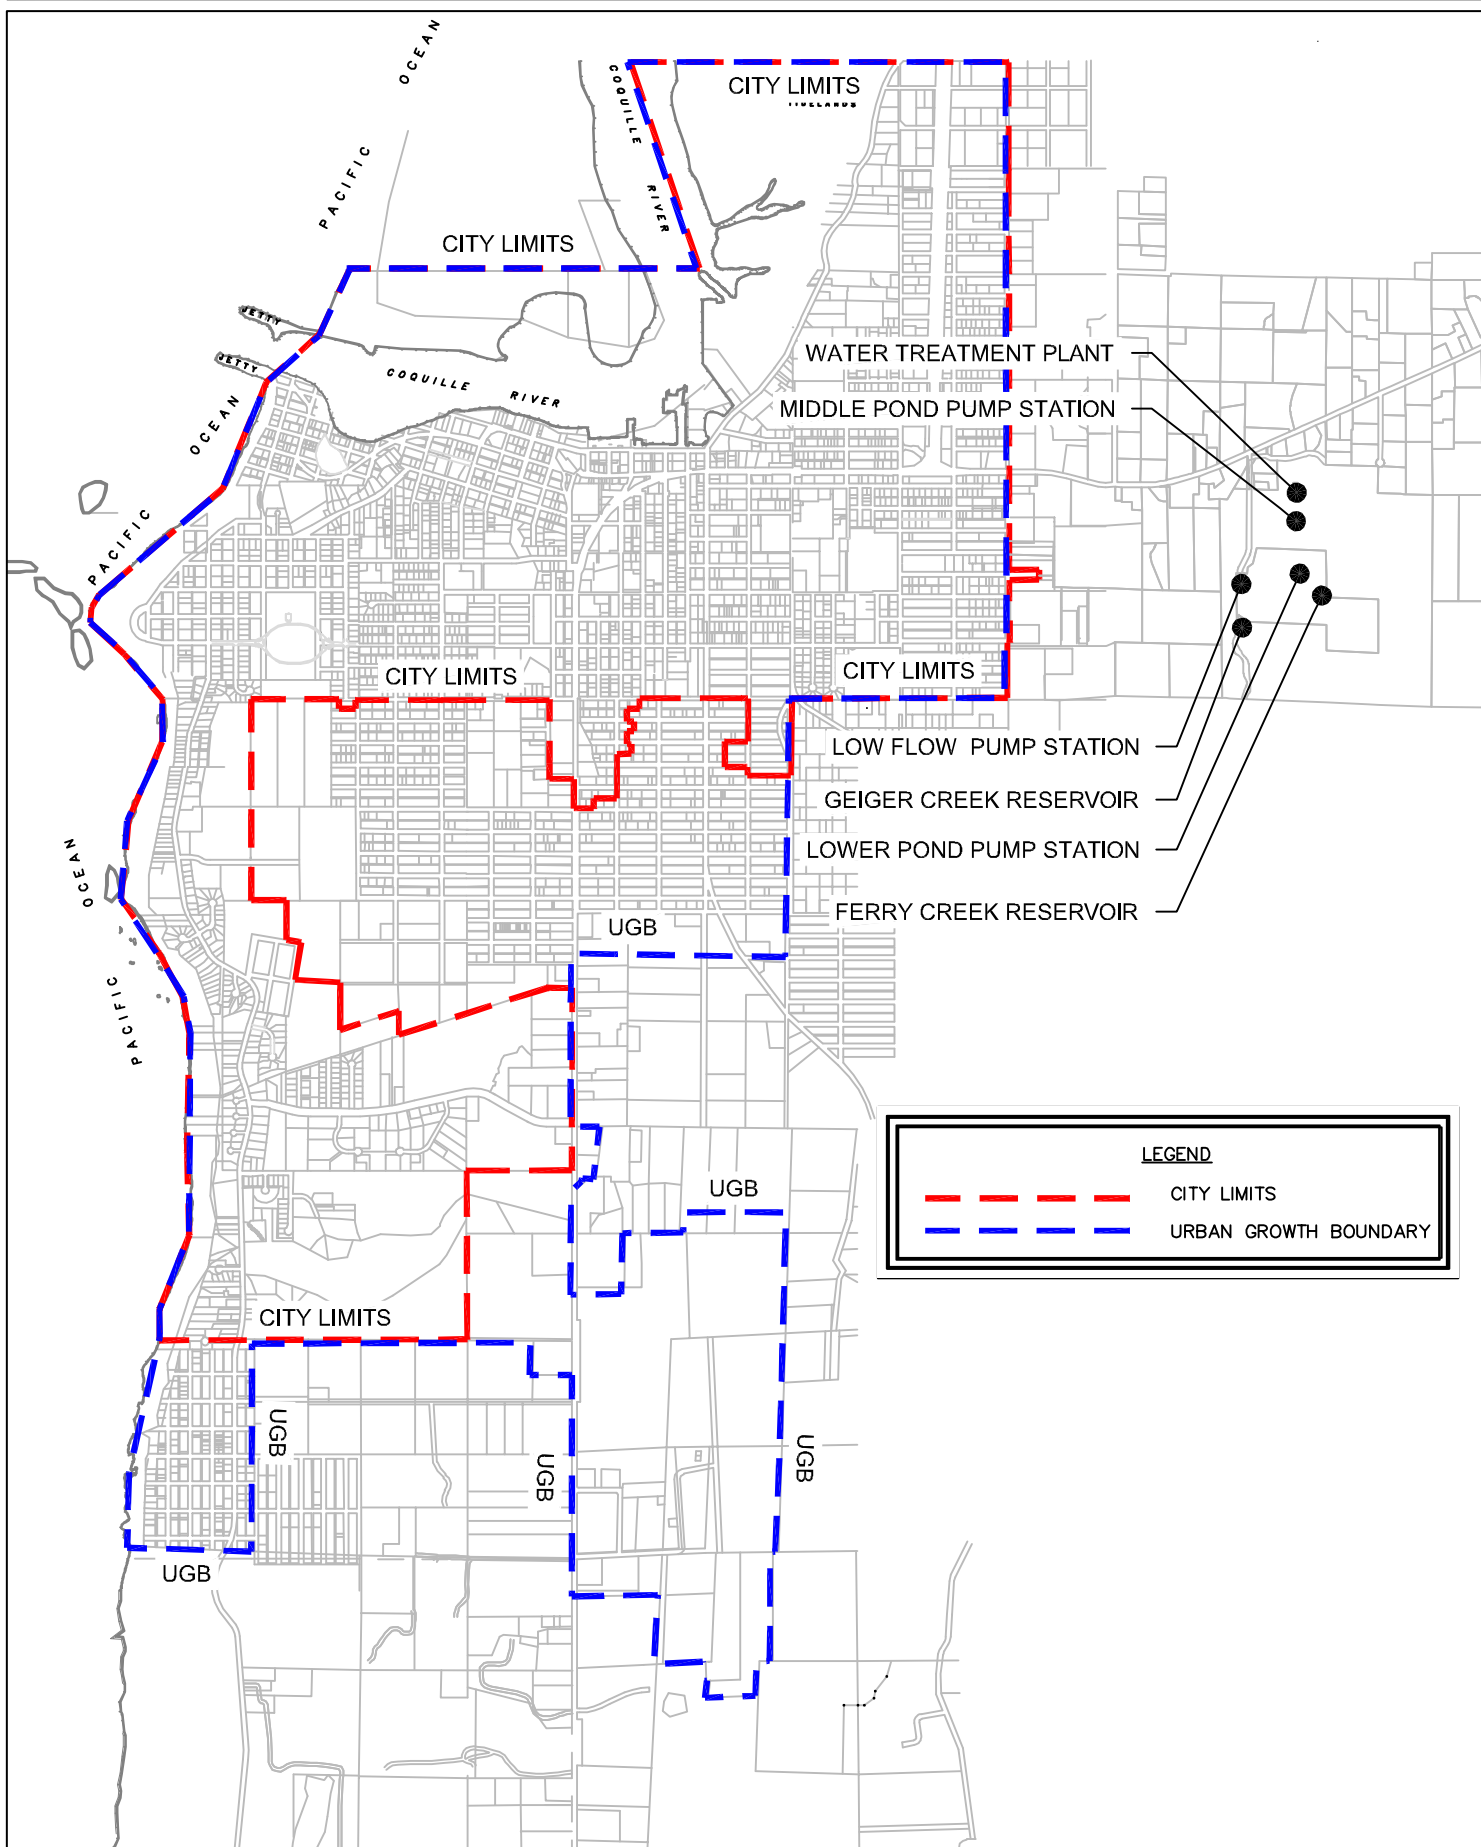 OCEAN
PACIFIC
COQUILLE
RIVER
CITY LIMITS
TIDELANDS
CITY LIMITS
JETTY
JETTY
COQUILLE RIVER
OCEAN
PACIFIC
WATER TREATMENT PLANT
MIDDLE POND PUMP STATION
CITY LIMITS
CITY LIMITS
LOW FLOW PUMP STATION
GEIGER CREEK RESERVOIR
LOWER POND PUMP STATION
FERRY CREEK RESERVOIR
OCEAN
PACIFIC
UGB
LEGEND
CITY LIMITS
URBAN GROWTH BOUNDARY
UGB
CITY LIMITS
UGB
UGB
UGB
UGB